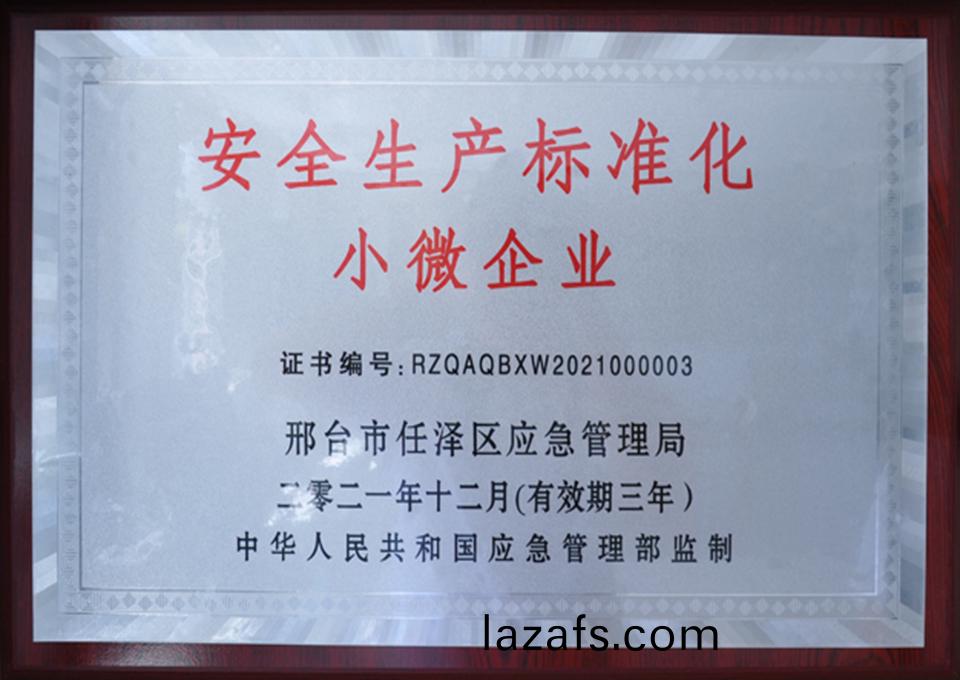 安全生产标准化
小微企业
证书编号:RZQAQBXW2021000003
邢台市任泽区应急管理局
二零二一年十二月(有效期三年)
中华人民共和国应急管理部监制
lazafs.com